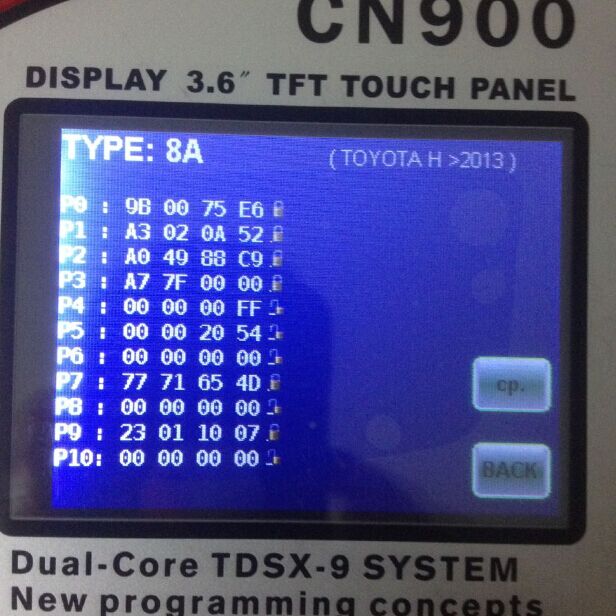 CN900
DISPLAY 3.6″ TFT TOUCH PANEL
TYPE: 8A
( TOYOTA H >2013 )
P0 : 9B 00 75 E6
P1 : A3 02 0A 52
P2 : A0 49 88 C9
P3 : A7 7F 00 00
P4 : 00 00 00 FF
P5 : 00 00 20 54
P6 : 00 00 00 00
P7 : 77 71 65 4D
P8 : 00 00 00 00
P9 : 23 01 10 07
P10: 00 00 00 00
cp.
BACK
Dual-Core TDSX-9 SYSTEM
New programming concepts